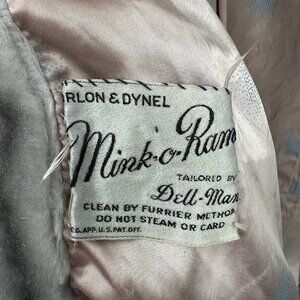 RLON & DYNEL
Mink-o-Ram
TAILORED BY
Dell-Man
CLEAN BY FURRIER METHOD
DO NOT STEAM OR CARD
G. APP. U.S. PAT. OFF.